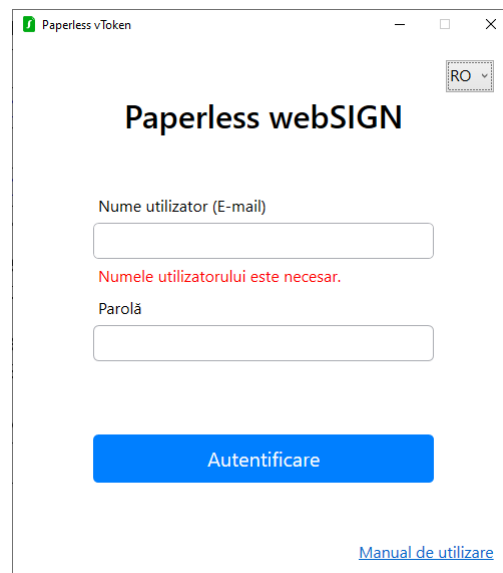 Paperless vToken
RO
Paperless webSIGN
Nume utilizator (E-mail)
Numele utilizatorului este necesar.
Parolă
Autentificare
Manual de utilizare